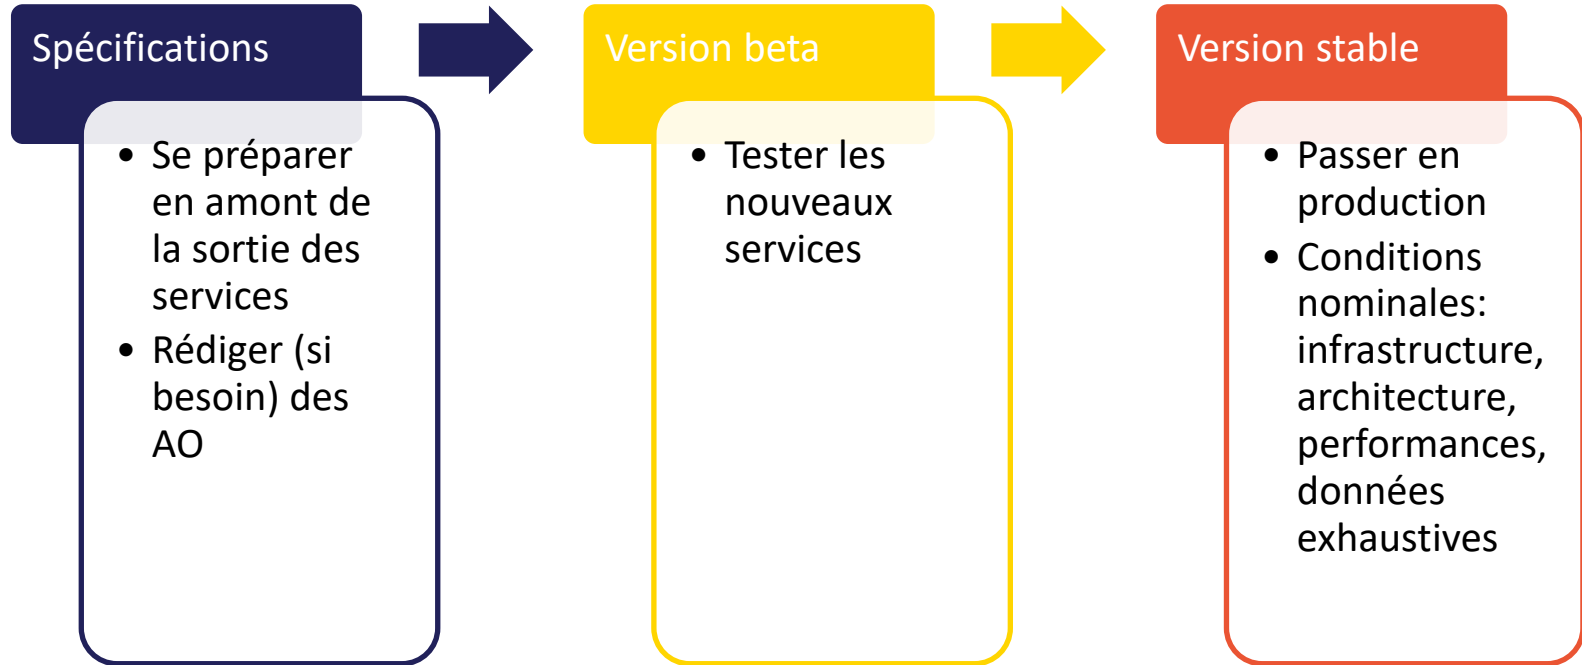 Spécifications
• Se préparer
en amont de
la sortie des
services
• Rédiger (si
besoin) des
AO
Version beta
• Tester les
nouveaux
services
Version stable
• Passer en
production
• Conditions
nominales:
infrastructure,
architecture,
performances,
données
exhaustives